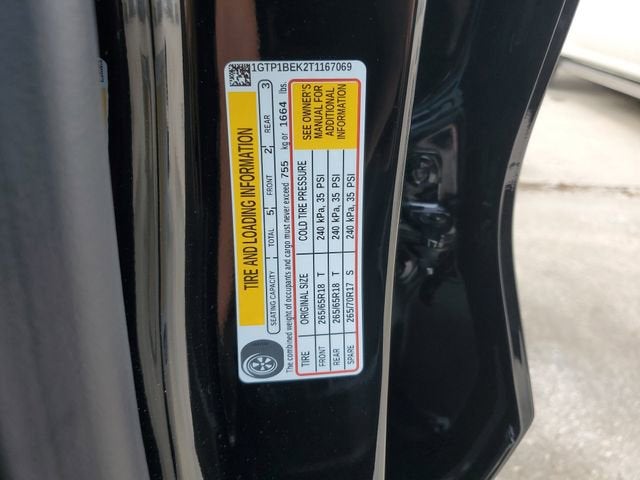 1GTP1BEK2T1167069
TIRE AND LOADING INFORMATION
SEATING CAPACITY | TOTAL 5 | FRONT 2 | REAR 3
The combined weight of occupants and cargo must never exceed 755 kg or 1664 lbs
TIRE ORIGINAL SIZE COLD TIRE PRESSURE
FRONT 265/65R18 T 240 kPa, 35 PSI
REAR 265/65R18 T 240 kPa, 35 PSI
SPARE 265/70R17 S 240 kPa, 35 PSI
SEE OWNER'S
MANUAL FOR
ADDITIONAL
INFORMATION